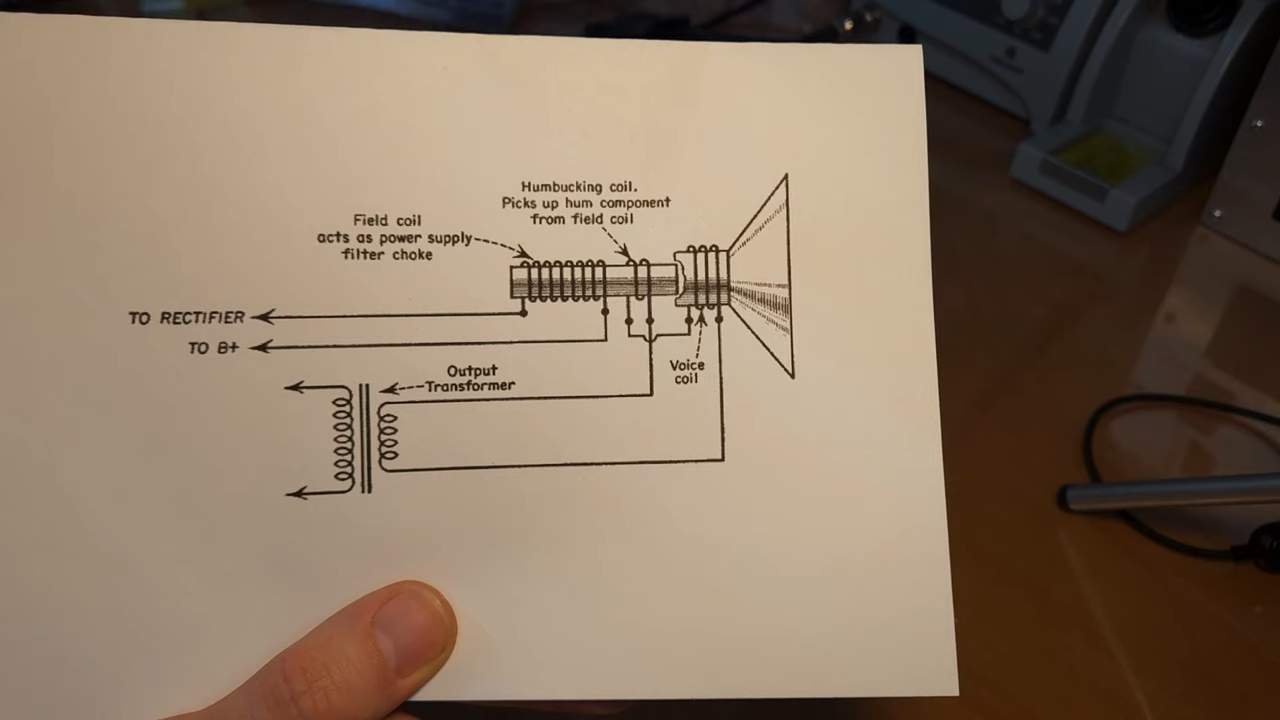 Humbucking coil.
Picks up hum component
from field coil
Field coil
acts as power supply
filter choke
TO RECTIFIER
TO B+
Output
Transformer
Voice
coil